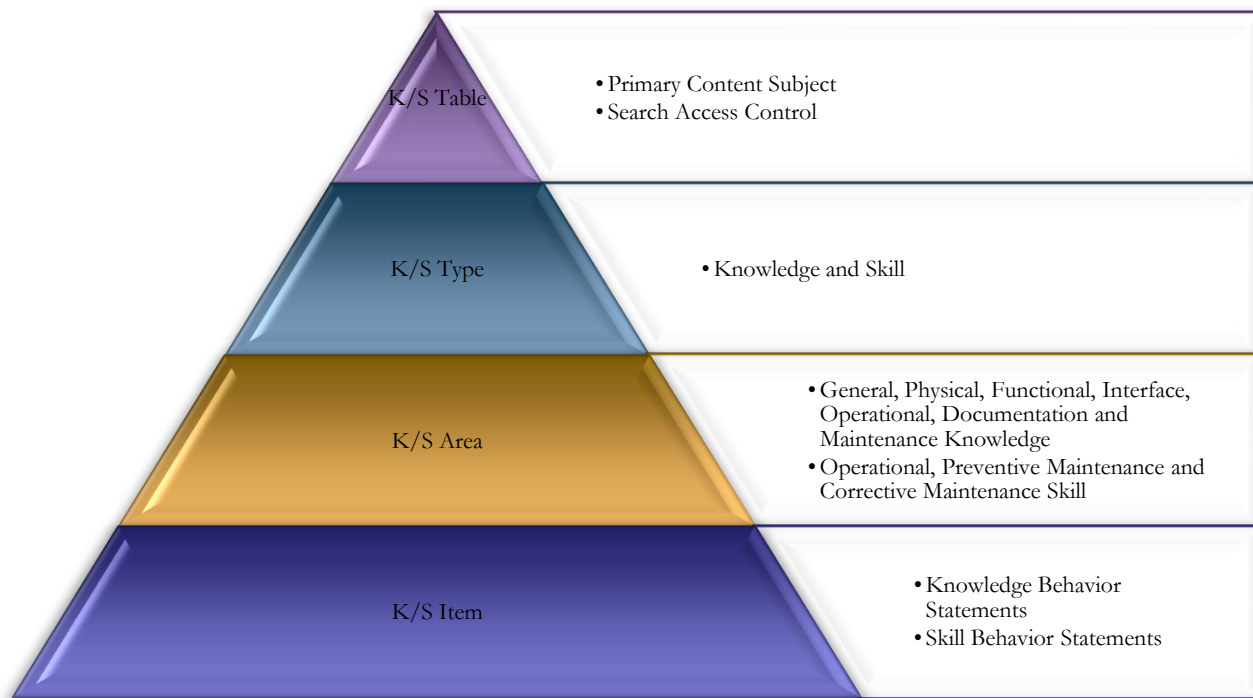 K/S Table
• Primary Content Subject
• Search Access Control
K/S Type
• Knowledge and Skill
K/S Area
• General, Physical, Functional, Interface,
Operational, Documentation and
Maintenance Knowledge
• Operational, Preventive Maintenance and
Corrective Maintenance Skill
K/S Item
• Knowledge Behavior
Statements
• Skill Behavior Statements